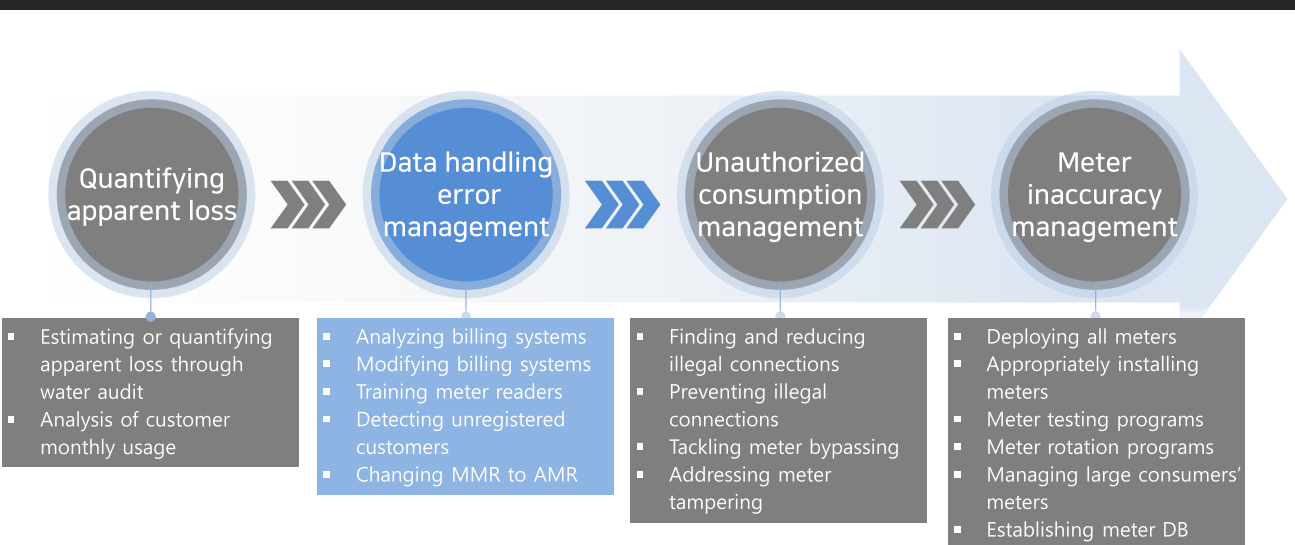 Quantifying
apparent loss
Data handling
error
management
Unauthorized
consumption
management
Meter
inaccuracy
management
▪ Estimating or quantifying
apparent loss through
water audit
▪ Analysis of customer
monthly usage
▪ Analyzing billing systems
▪ Modifying billing systems
▪ Training meter readers
▪ Detecting unregistered
customers
▪ Changing MMR to AMR
▪ Finding and reducing
illegal connections
▪ Preventing illegal
connections
▪ Tackling meter bypassing
▪ Addressing meter
tampering
▪ Deploying all meters
▪ Appropriately installing
meters
▪ Meter testing programs
▪ Meter rotation programs
▪ Managing large consumers’
meters
▪ Establishing meter DB